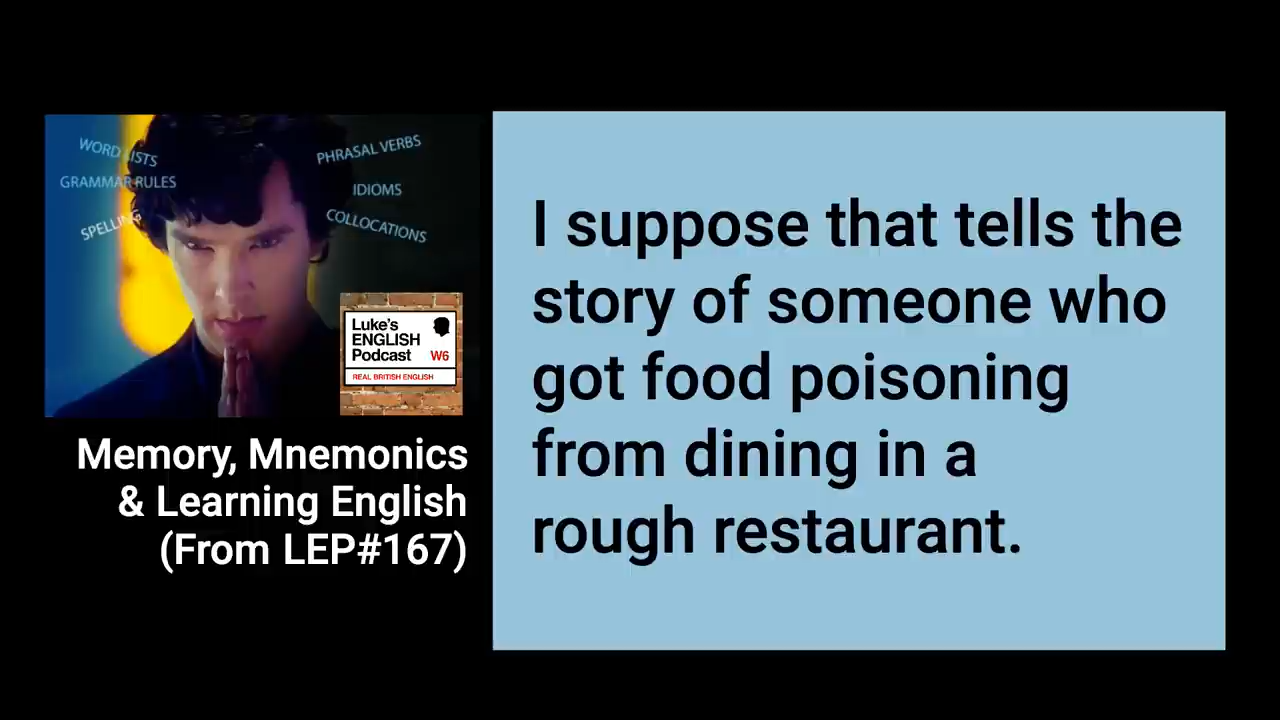 WORD LISTS
GRAMMAR RULES
SPELLING
PHRASAL VERBS
IDIOMS
COLLOCATIONS
Luke's
ENGLISH
Podcast W6
REAL BRITISH ENGLISH
Memory, Mnemonics
& Learning English
(From LEP#167)
I suppose that tells the
story of someone who
got food poisoning
from dining in a
rough restaurant.